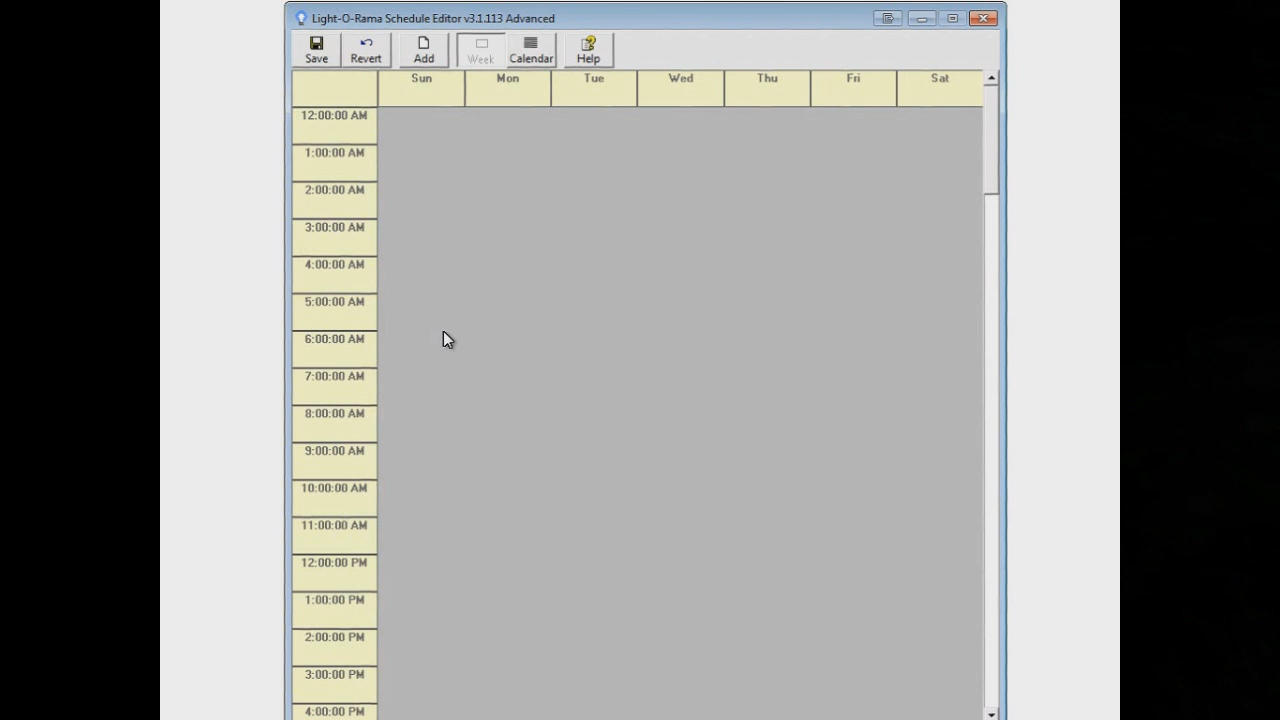 Light-O-Rama Schedule Editor v3.1.113 Advanced
Save Revert Add Week Calendar Help
Sun Mon Tue Wed Thu Fri Sat
12:00:00 AM
1:00:00 AM
2:00:00 AM
3:00:00 AM
4:00:00 AM
5:00:00 AM
6:00:00 AM
7:00:00 AM
8:00:00 AM
9:00:00 AM
10:00:00 AM
11:00:00 AM
12:00:00 PM
1:00:00 PM
2:00:00 PM
3:00:00 PM
4:00:00 PM